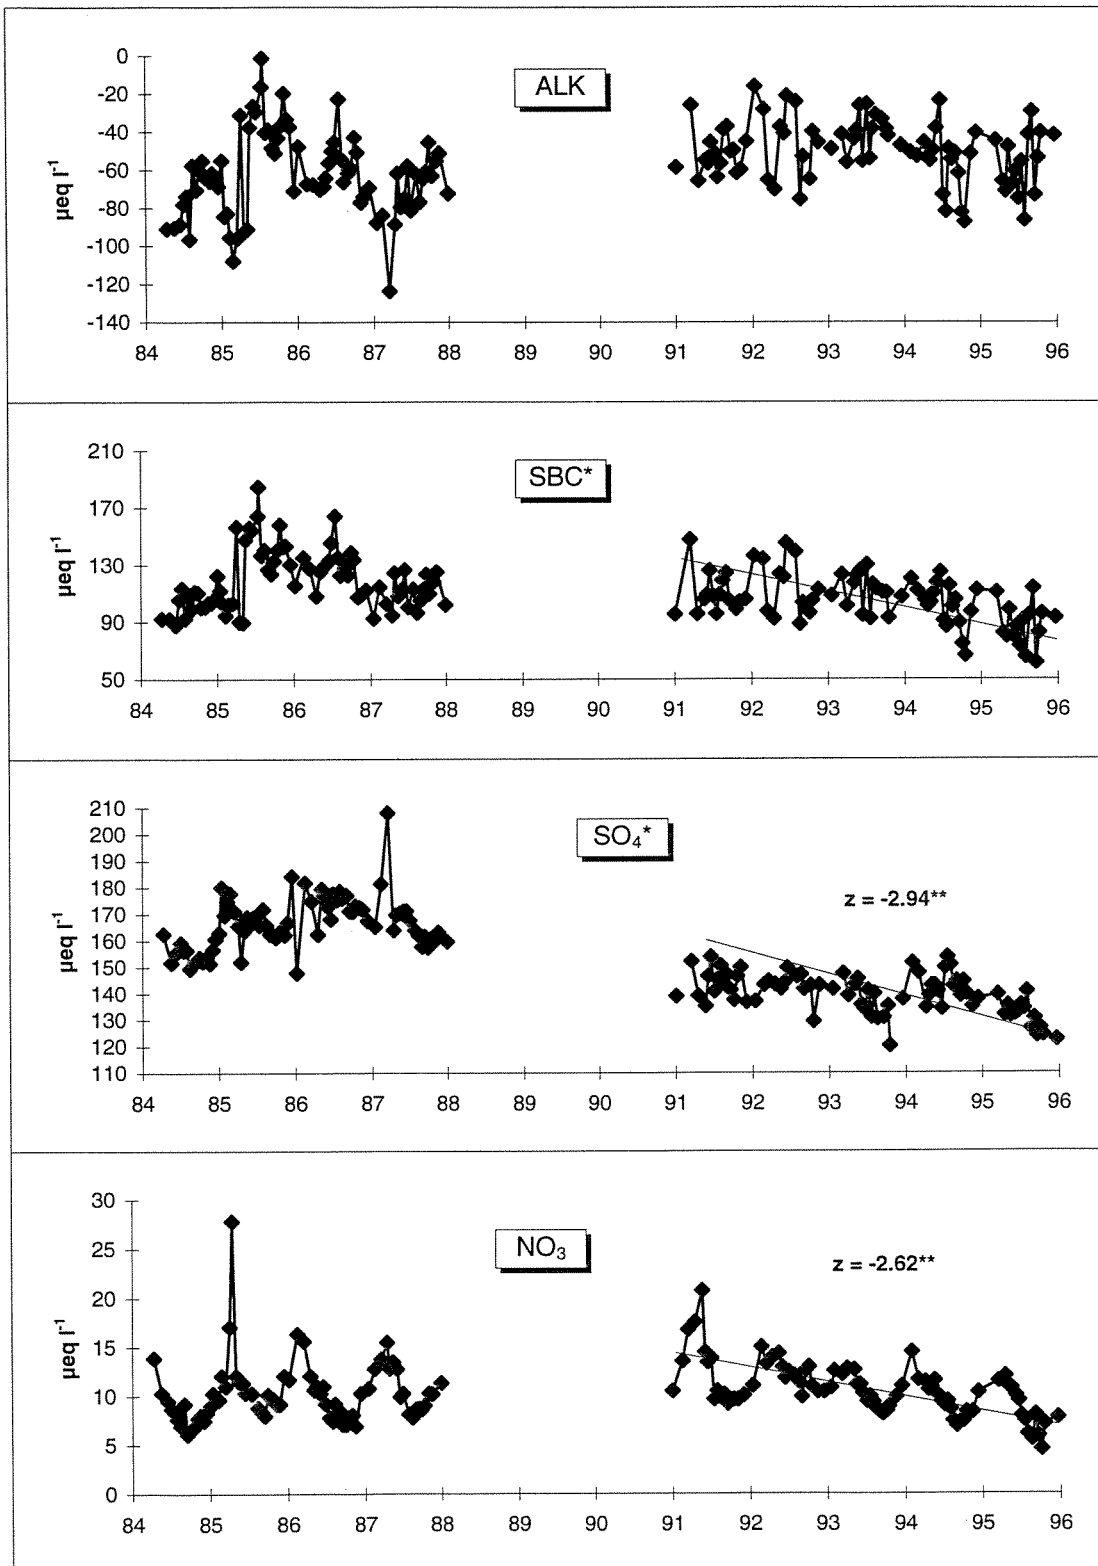 ALK
µeq l⁻¹
0
-20
-40
-60
-80
-100
-120
-140
84 85 86 87 88 89 90 91 92 93 94 95 96
SBC*
µeq l⁻¹
210
170
130
90
50
84 85 86 87 88 89 90 91 92 93 94 95 96
SO₄*
z = -2.94**
µeq l⁻¹
210
200
190
180
170
160
150
140
130
120
110
84 85 86 87 88 89 90 91 92 93 94 95 96
NO₃
z = -2.62**
µeq l⁻¹
30
25
20
15
10
5
0
84 85 86 87 88 89 90 91 92 93 94 95 96